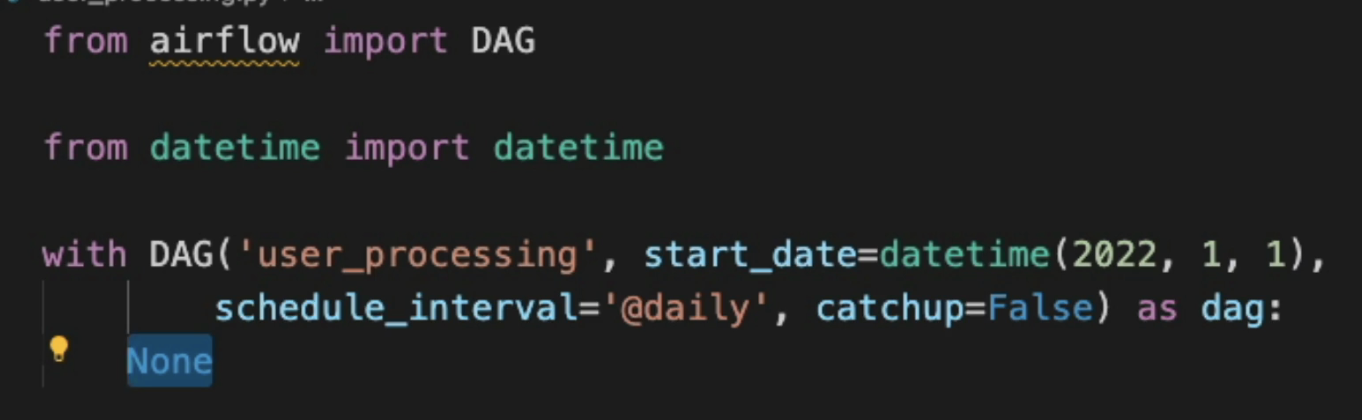 from airflow import DAG
from datetime import datetime
with DAG('user_processing', start_date=datetime(2022, 1, 1),
schedule_interval='@daily', catchup=False) as dag:
None